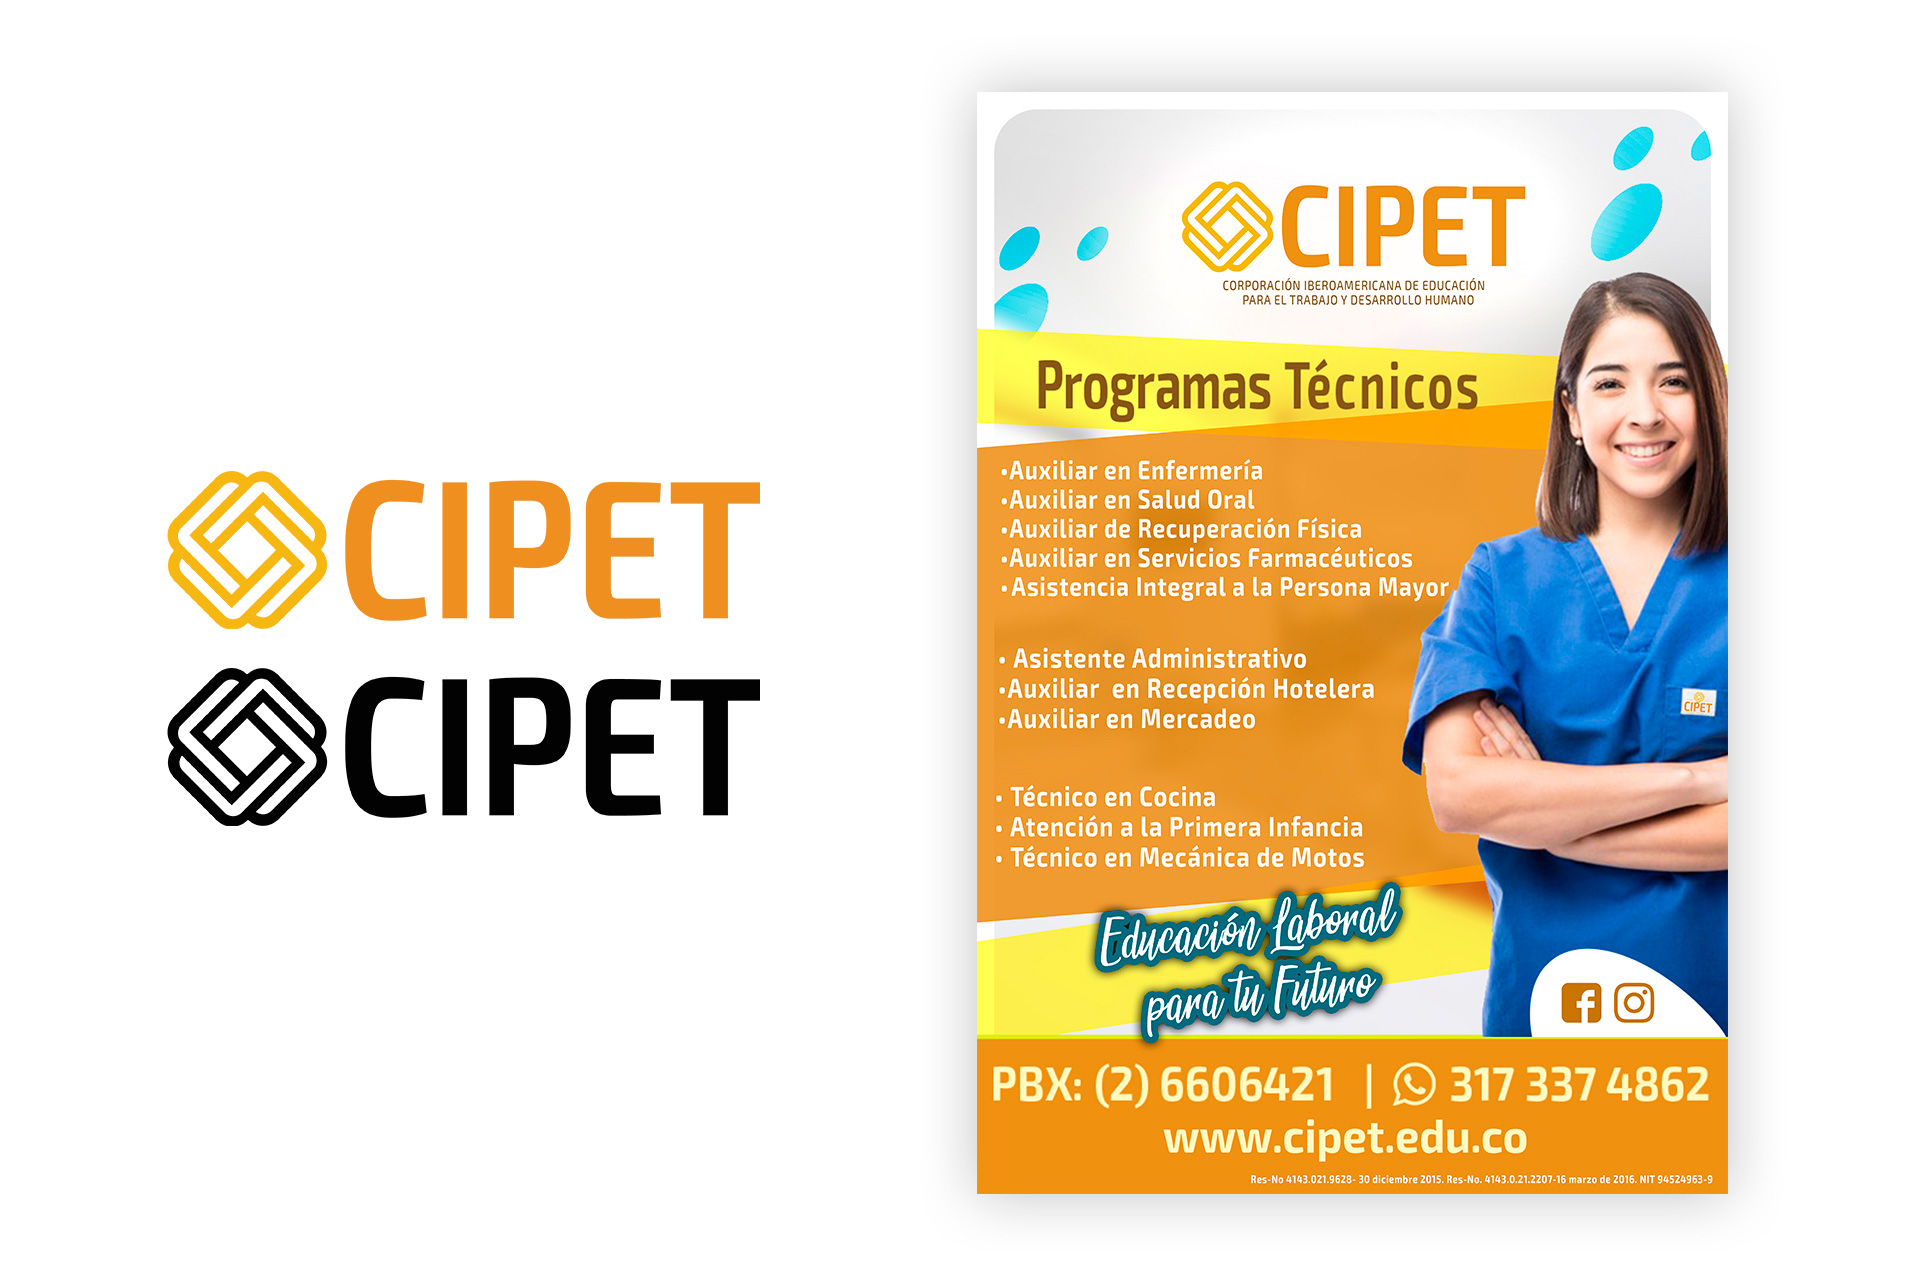 CIPET
CIPET
CIPET
CORPORACIÓN IBEROAMERICANA DE EDUCACIÓN
PARA EL TRABAJO Y DESARROLLO HUMANO
Programas Técnicos
•Auxiliar en Enfermería
•Auxiliar en Salud Oral
•Auxiliar de Recuperación Física
•Auxiliar en Servicios Farmacéuticos
•Asistencia Integral a la Persona Mayor
• Asistente Administrativo
•Auxiliar en Recepción Hotelera
•Auxiliar en Mercadeo
CIPET
• Técnico en Cocina
• Atención a la Primera Infancia
• Técnico en Mecánica de Motos
Educación Laboral
para tu Futuro
PBX: (2) 6606421 | 317 337 4862
www.cipet.edu.co
Res-No 4143.021.9628- 30 diciembre 2015. Res-No. 4143.0.21.2207-16 marzo de 2016. NIT 94524963-9